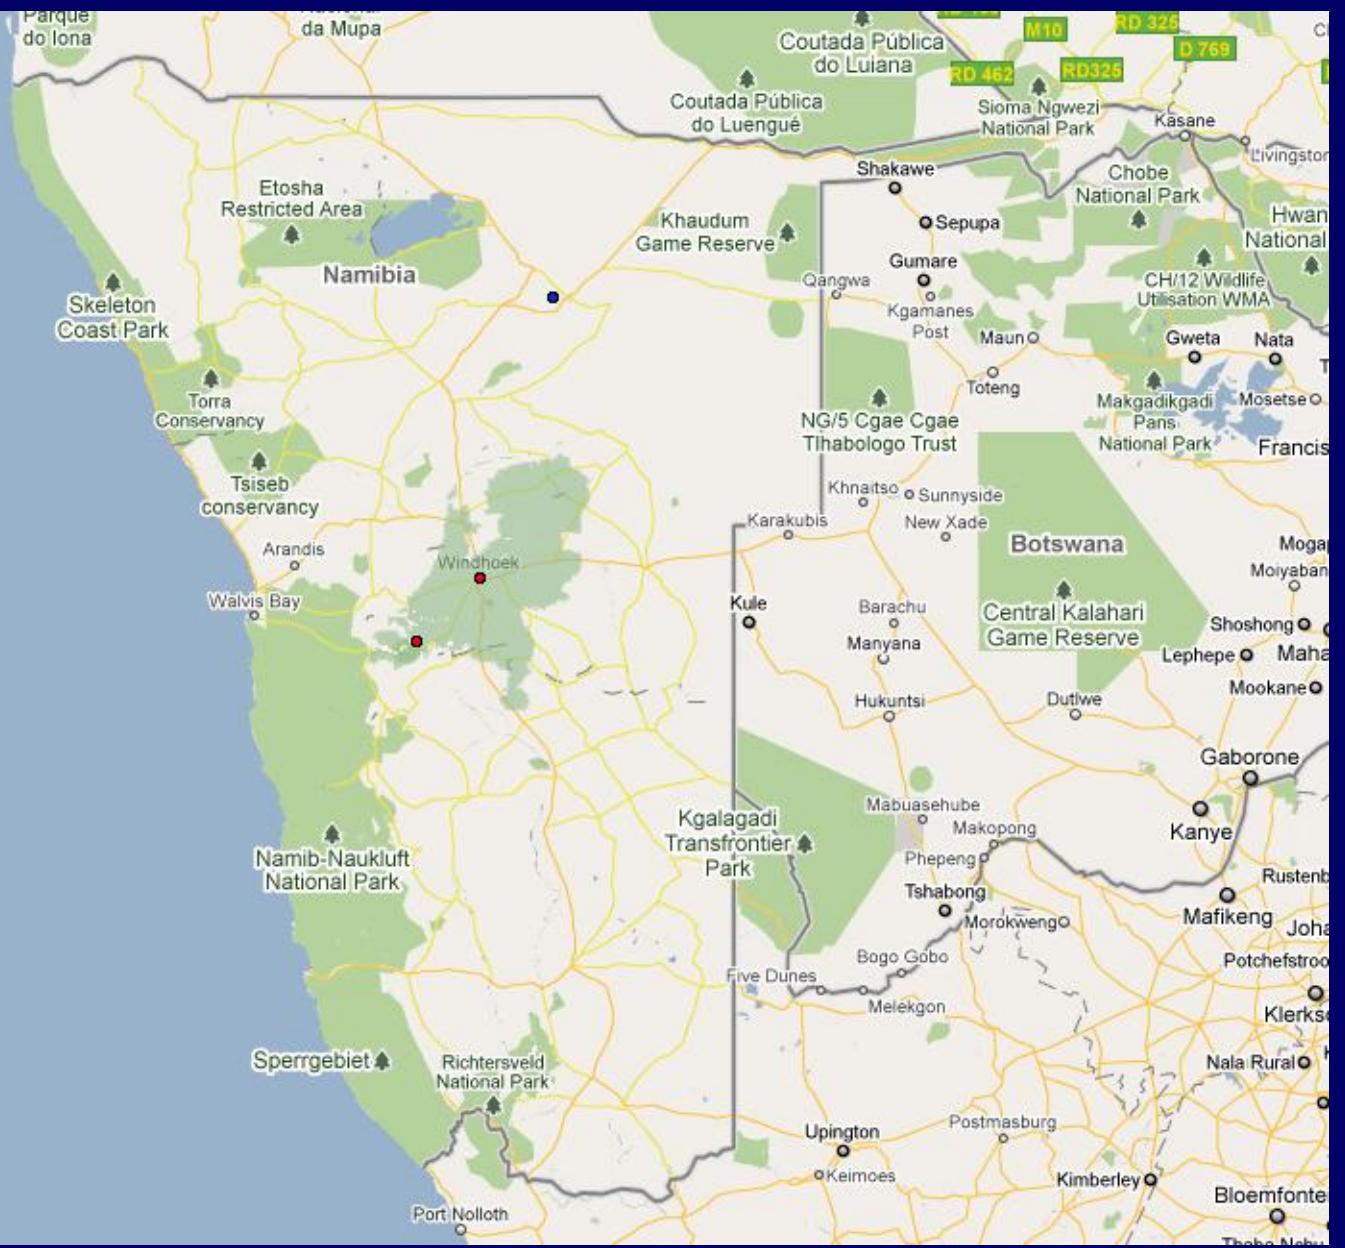 Parque
do Iona
Nacional
da Mupa
Coutada Pública
do Luiana
M10
RD 325
D 769
RD 462
RD325
Coutada Pública
do Luengué
Sioma Ngwezi
National Park
Kasane
Livingston
Shakawe
Chobe
National Park
Etosha
Restricted Area
Khaudum
Game Reserve
Sepupa
Hwan
National
Namibia
Gumare
Qangwa
CH/12 Wildlife
Utilisation WMA
Skeleton
Coast Park
Kgamanes
Post
Maun
Gweta
Nata
Toteng
Torra
Conservancy
Makgadikgadi
Pans
National Park
Mosetse
NG/5 Cgae Cgae
Tlhabologo Trust
Francis
Tsiseb
conservancy
Khnaitso
Sunnyside
Karakubis
New Xade
Arandis
Windhoek
Botswana
Moga
Moiyaban
Walvis Bay
Kule
Barachu
Central Kalahari
Game Reserve
Shoshong
Manyana
Lephepe
Maha
Mookane
Hukuntsi
Dutlwe
Gaborone
Mabuasehube
Kgalagadi
Transfrontier
Park
Makopong
Kanye
Namib-Naukluft
National Park
Phepeng
Rustenb
Tshabong
Morokweng
Mafikeng
Joha
Bogo Gobo
Potchefstroo
Five Dunes
Melekgon
Klerks
Sperrgebiet
Richtersveld
National Park
Nala Rural
Upington
Postmasburg
Keimoes
Kimberley
Bloemfonte
Port Nolloth